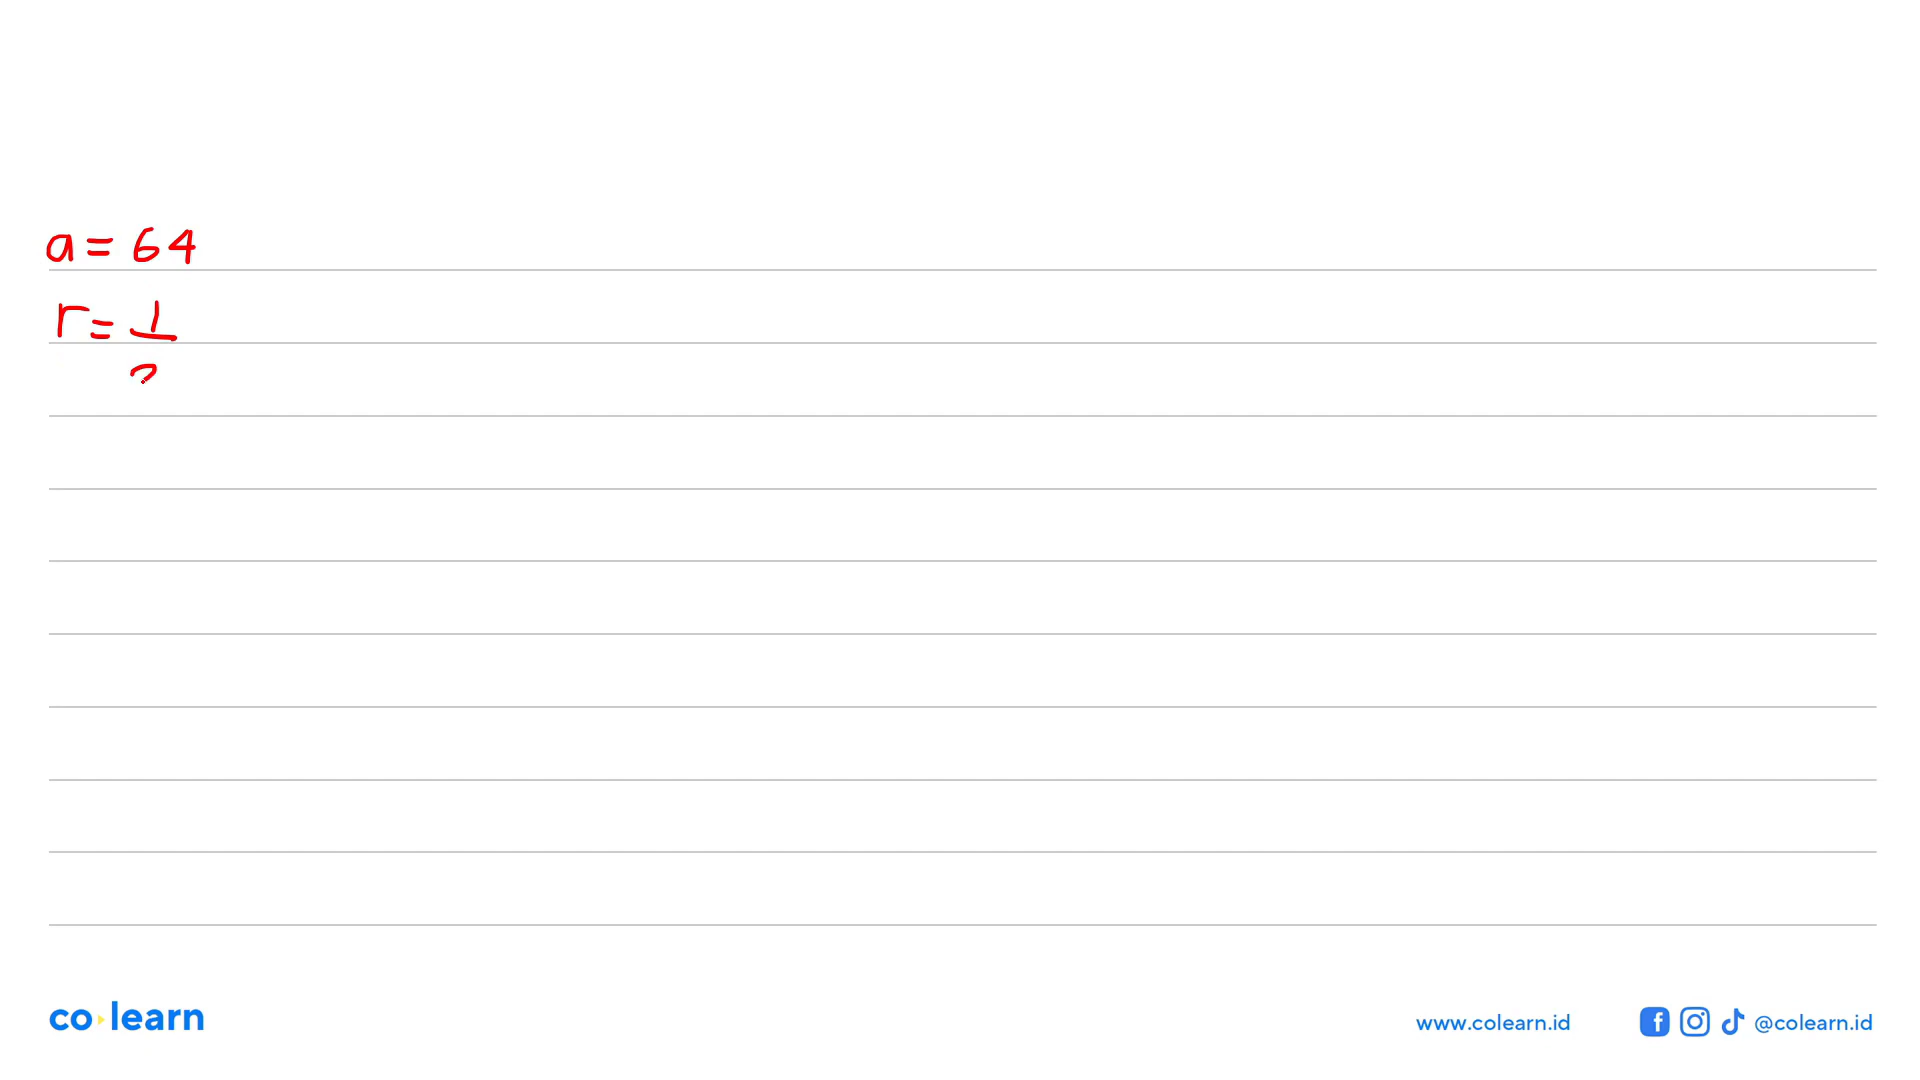 a = 64
r = 1/
co learn
www.colearn.id
@colearn.id